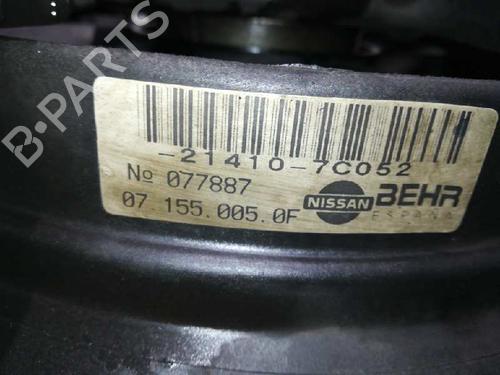 B-PARTS
-21410-7C052
Nº 077887
07.155.005.0F
NISSAN
BEHR
ESPAÑA